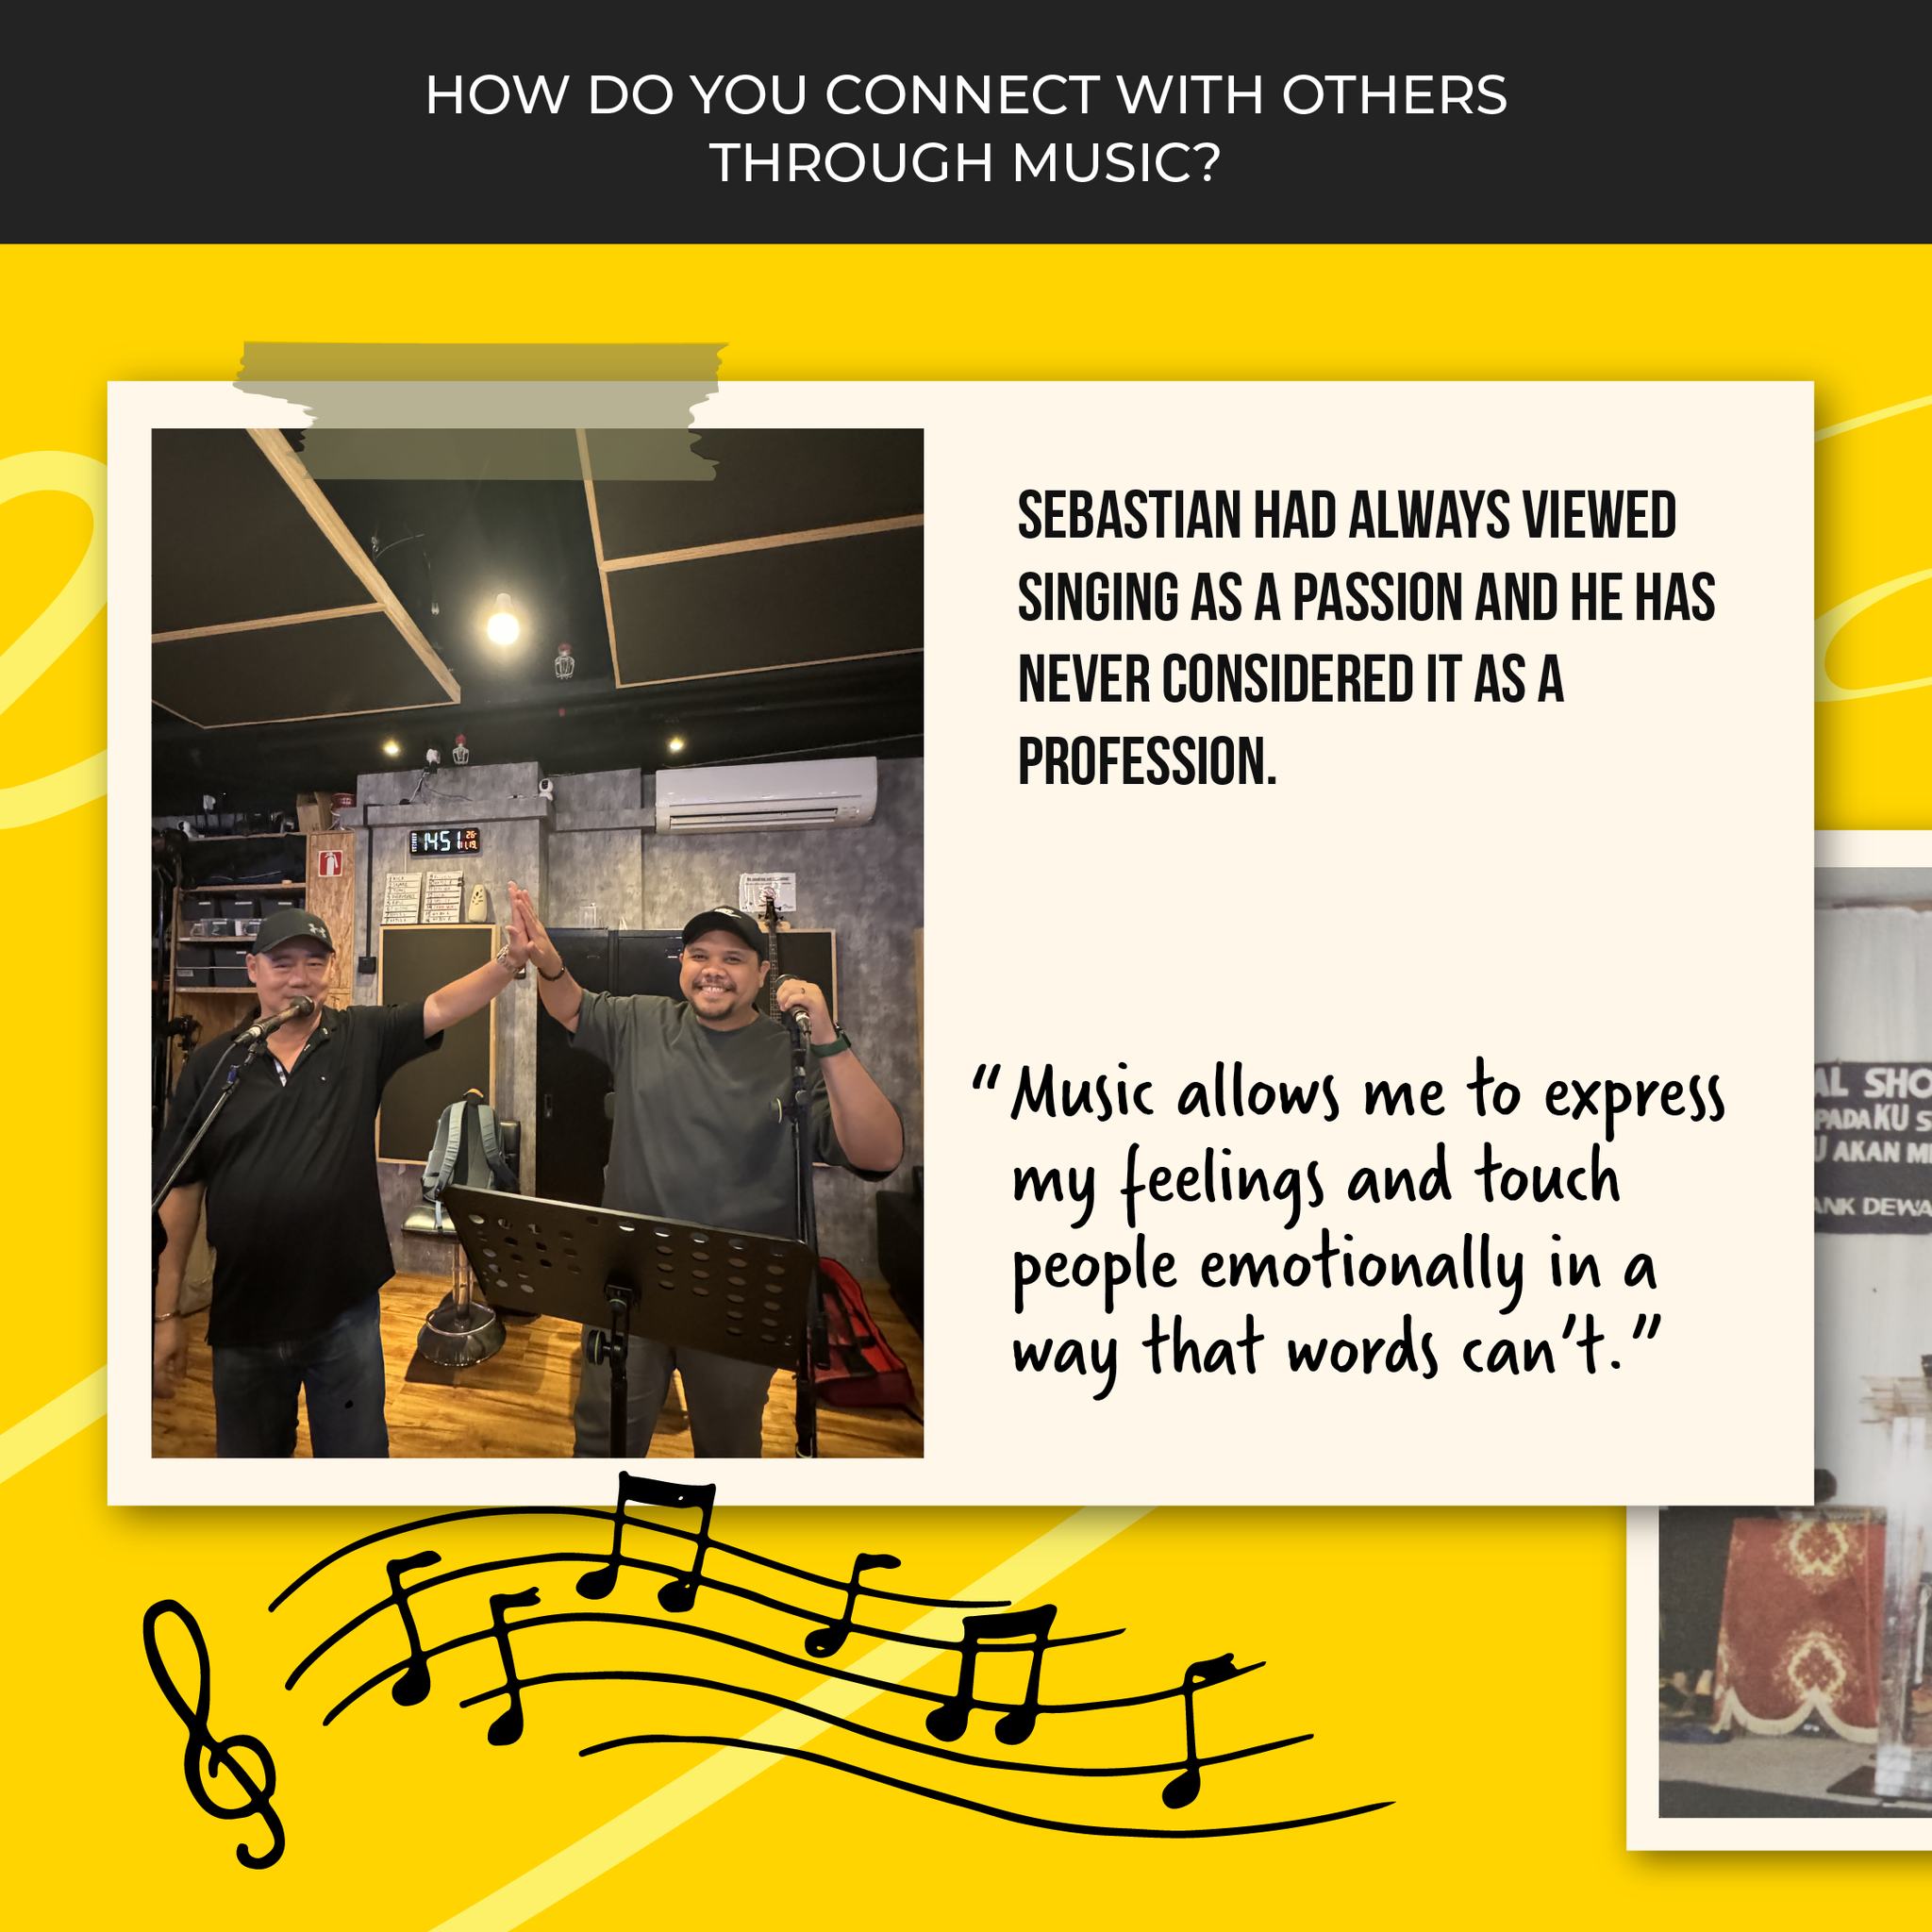 HOW DO YOU CONNECT WITH OTHERS
THROUGH MUSIC?
SEBASTIAN HAD ALWAYS VIEWED
SINGING AS A PASSION AND HE HAS
NEVER CONSIDERED IT AS A
PROFESSION.
“Music allows me to express
my feelings and touch
people emotionally in a
way that words can’t.”
1451
AL SHO
PADAKU S
U AKAN ME
ANK DEWA